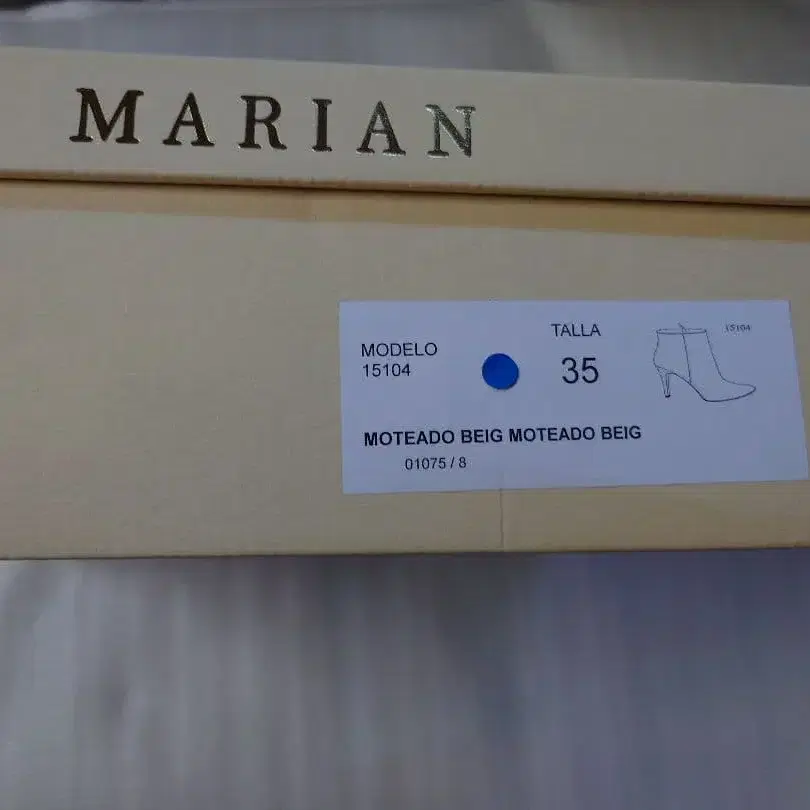 MARIAN
MODELO
15104
TALLA
35
15104
MOTEADO BEIG MOTEADO BEIG
01075 / 8